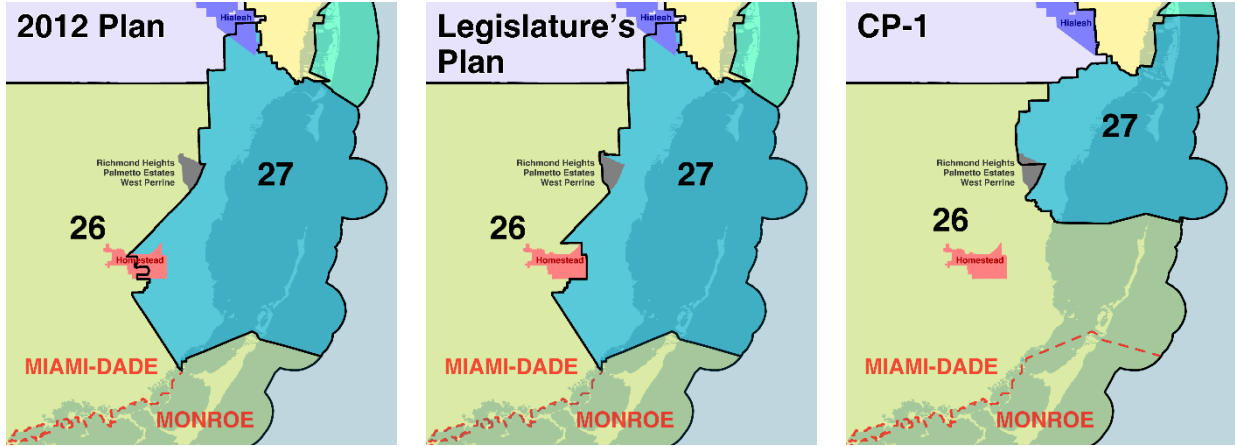 2012 Plan
Hialeah
27
Richmond Heights
Palmetto Estates
West Perrine
26
Homestead
MIAMI-DADE
MONROE
Legislature's
Plan
Hialeah
27
Richmond Heights
Palmetto Estates
West Perrine
26
Homestead
MIAMI-DADE
MONROE
CP-1
Hialeah
27
Richmond Heights
Palmetto Estates
West Perrine
26
Homestead
MIAMI-DADE
MONROE